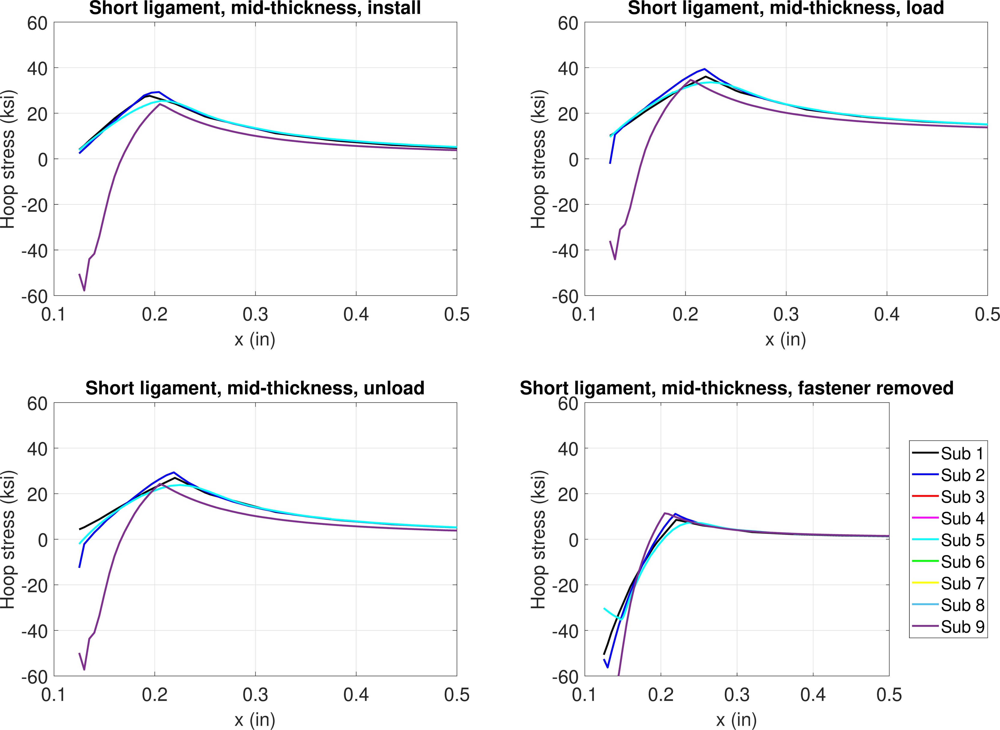 Short ligament, mid-thickness, install
60
40
20
0
-20
-40
-60
Hoop stress (ksi)
0.1 0.2 0.3 0.4 0.5
x (in)
Short ligament, mid-thickness, load
60
40
20
0
-20
-40
-60
Hoop stress (ksi)
0.1 0.2 0.3 0.4 0.5
x (in)
Short ligament, mid-thickness, unload
60
40
20
0
-20
-40
-60
Hoop stress (ksi)
0.1 0.2 0.3 0.4 0.5
x (in)
Short ligament, mid-thickness, fastener removed
60
40
20
0
-20
-40
-60
Hoop stress (ksi)
0.1 0.2 0.3 0.4 0.5
x (in)
Sub 1
Sub 2
Sub 3
Sub 4
Sub 5
Sub 6
Sub 7
Sub 8
Sub 9